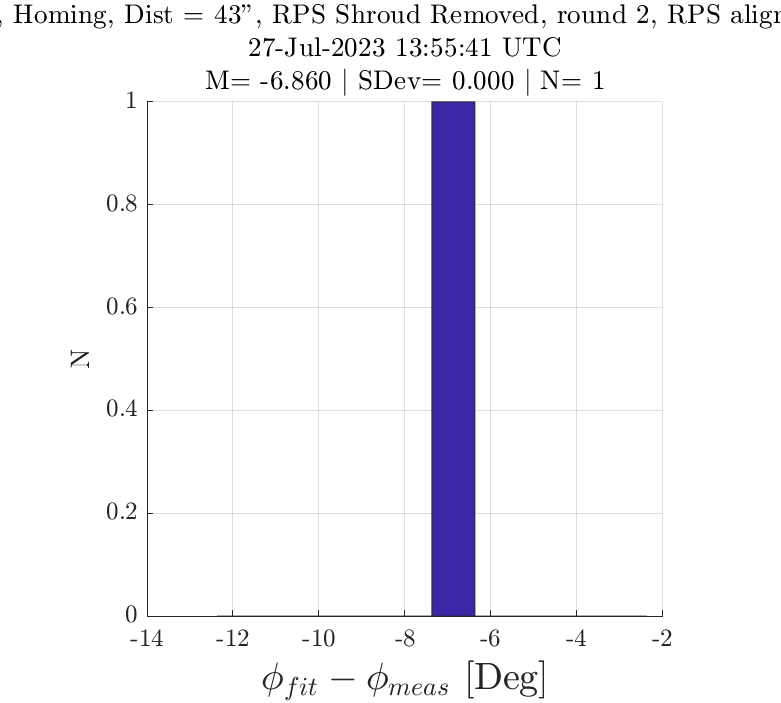 , Homing, Dist = 43", RPS Shroud Removed, round 2, RPS align
27-Jul-2023 13:55:41 UTC
M= -6.860 | SDev= 0.000 | N= 1
1
0.8
0.6
0.4
0.2
0
N
-14 -12 -10 -8 -6 -4 -2
ϕ_fit − ϕ_meas [Deg]